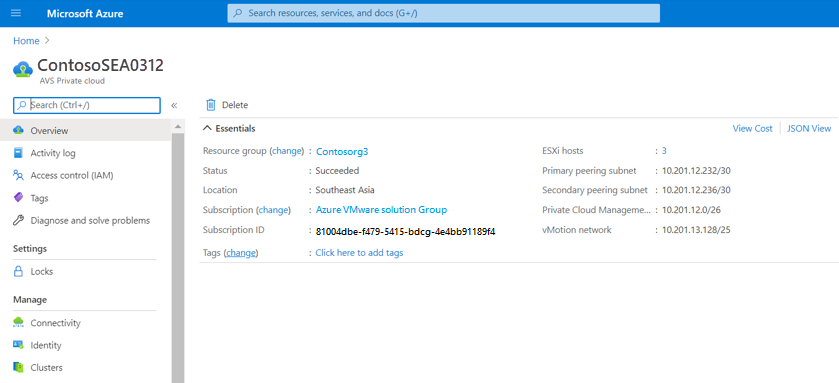 Microsoft Azure
Search resources, services, and docs (G+/)
Home >
ContosoSEA0312
AVS Private cloud
Search (Ctrl+/)
«
Delete
Overview
Activity log
Access control (IAM)
Tags
Diagnose and solve problems
Settings
Locks
Manage
Connectivity
Identity
Clusters
Essentials
View Cost | JSON View
Resource group (change) : Contosorg3
Status : Succeeded
Location : Southeast Asia
Subscription (change) : Azure VMware solution Group
Subscription ID : 81004dbe-f479-5415-bdcg-4e4bb91189f4
Tags (change) : Click here to add tags
ESXi hosts : 3
Primary peering subnet : 10.201.12.232/30
Secondary peering subnet : 10.201.12.236/30
Private Cloud Manageme... : 10.201.12.0/26
vMotion network : 10.201.13.128/25